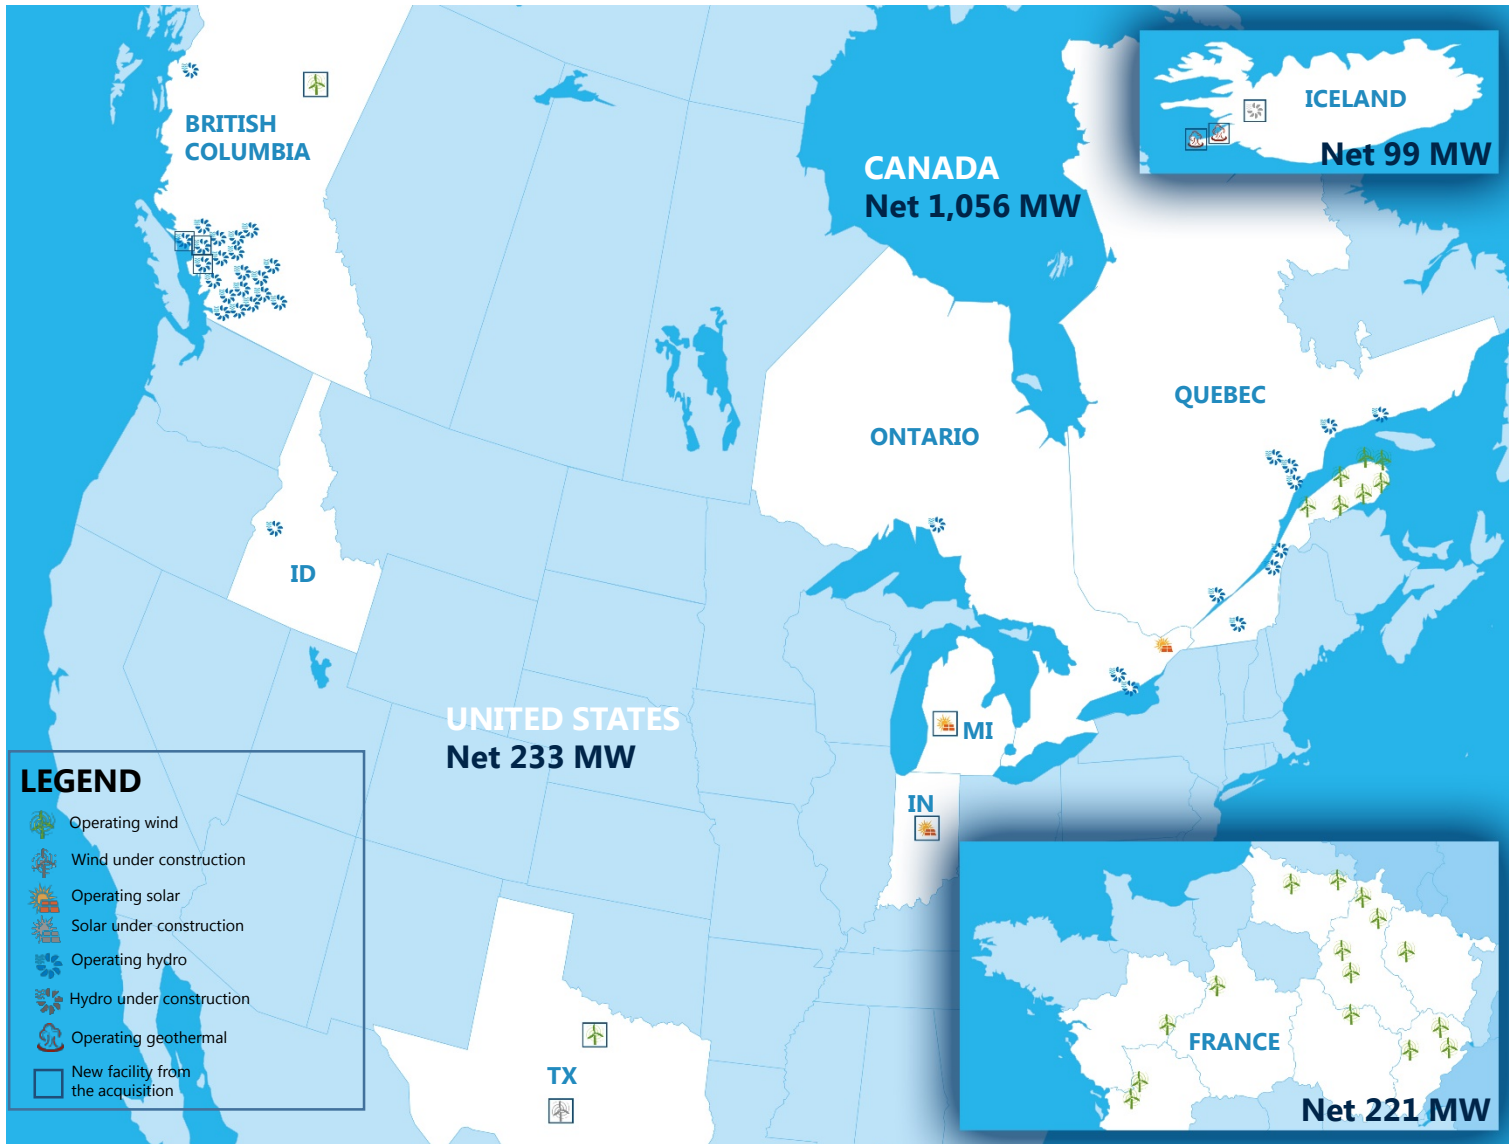 BRITISH
COLUMBIA
CANADA
Net 1,056 MW
ICELAND
Net 99 MW
QUEBEC
ONTARIO
ID
UNITED STATES
Net 233 MW
MI
IN
TX
FRANCE
Net 221 MW
LEGEND
Operating wind
Wind under construction
Operating solar
Solar under construction
Operating hydro
Hydro under construction
Operating geothermal
New facility from
the acquisition